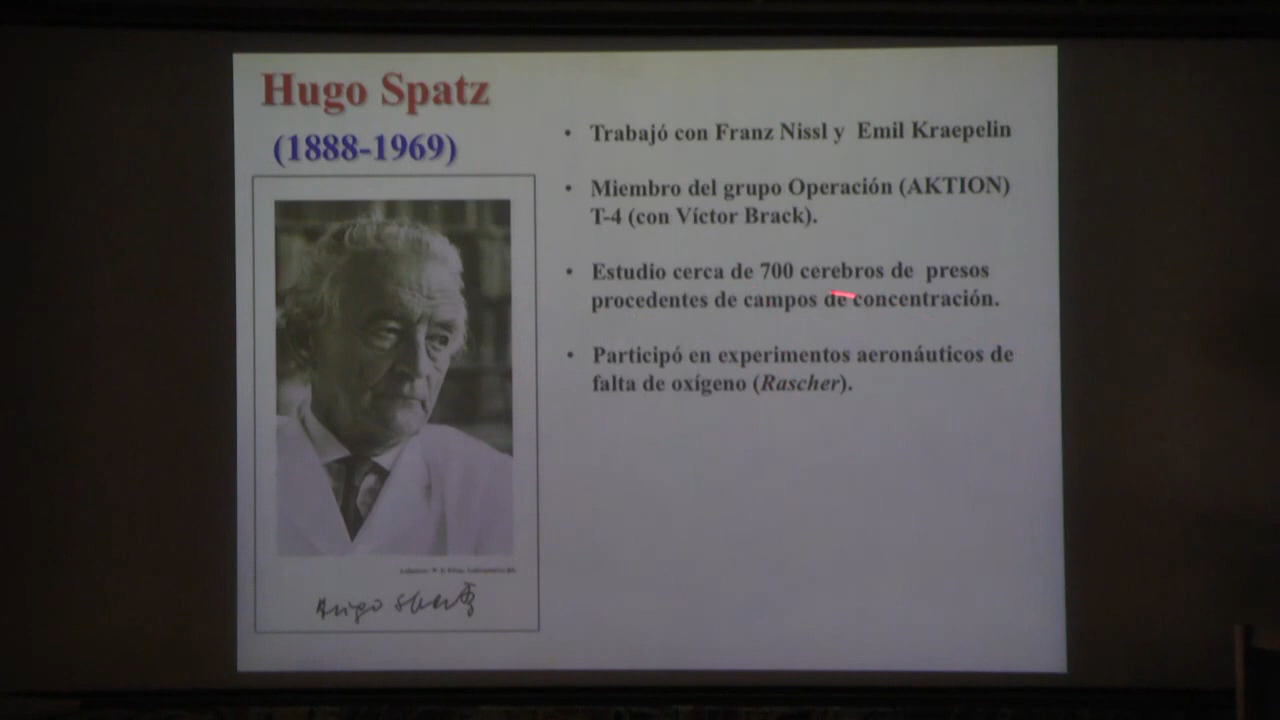 Hugo Spatz
(1888-1969)
• Trabajó con Franz Nissl y Emil Kraepelin
• Miembro del grupo Operación (AKTION)
T-4 (con Víctor Brack).
• Estudio cerca de 700 cerebros de presos
procedentes de campos de concentración.
• Participó en experimentos aeronáuticos de
falta de oxígeno (Rascher).
Hugo Spatz